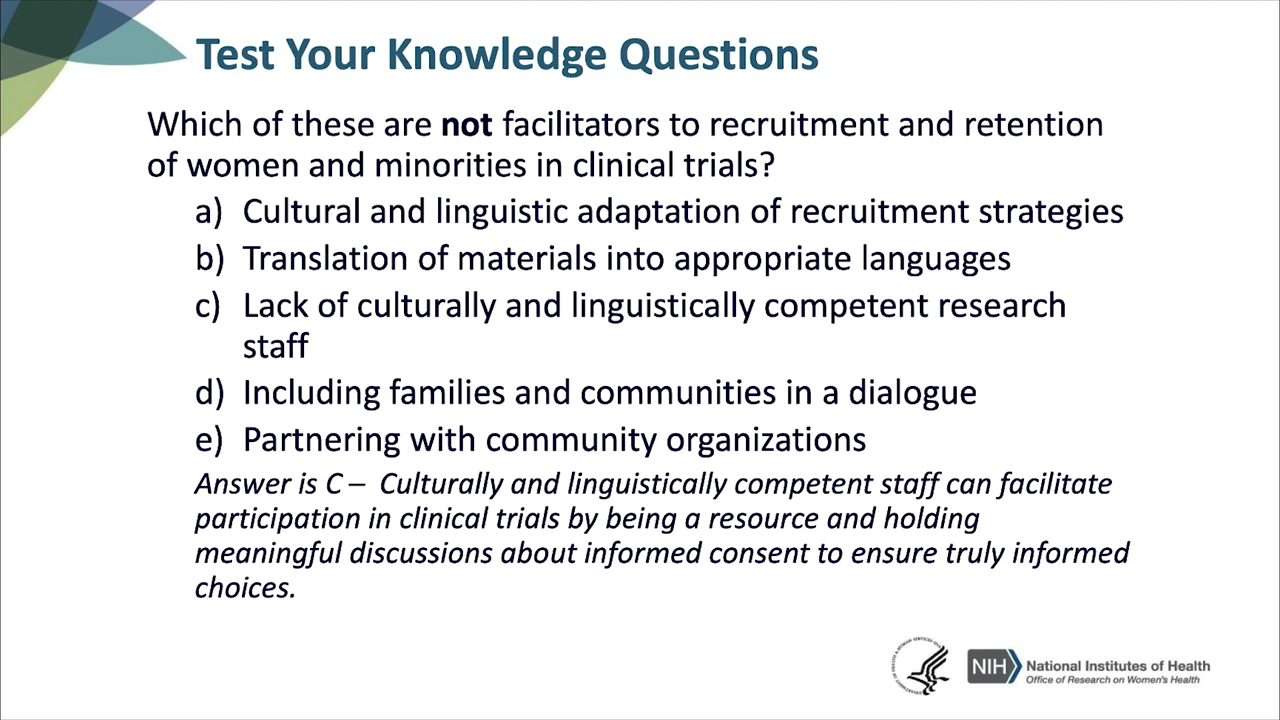 Test Your Knowledge Questions
Which of these are not facilitators to recruitment and retention
of women and minorities in clinical trials?
a) Cultural and linguistic adaptation of recruitment strategies
b) Translation of materials into appropriate languages
c) Lack of culturally and linguistically competent research
staff
d) Including families and communities in a dialogue
e) Partnering with community organizations
Answer is C – Culturally and linguistically competent staff can facilitate
participation in clinical trials by being a resource and holding
meaningful discussions about informed consent to ensure truly informed
choices.
NIH National Institutes of Health
Office of Research on Women's Health